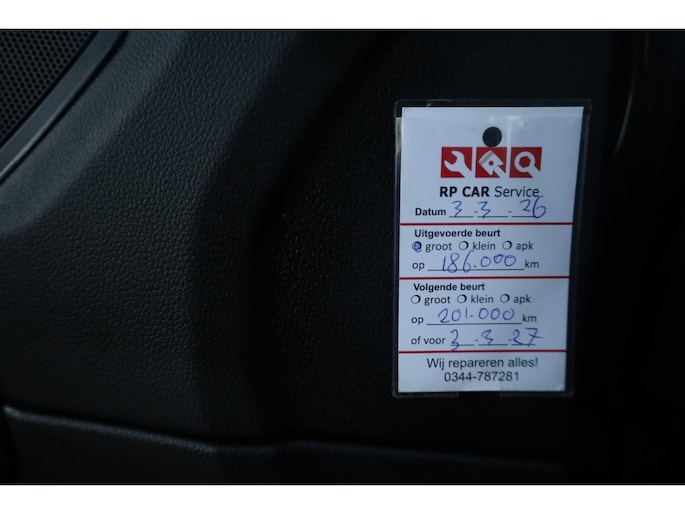 RP CAR Service
Datum 3.3.26
Uitgevoerde beurt
groot klein apk
op 186.000 km
Volgende beurt
groot klein apk
op 201.000 km
of voor 3.3.27
Wij repareren alles!
0344-787281